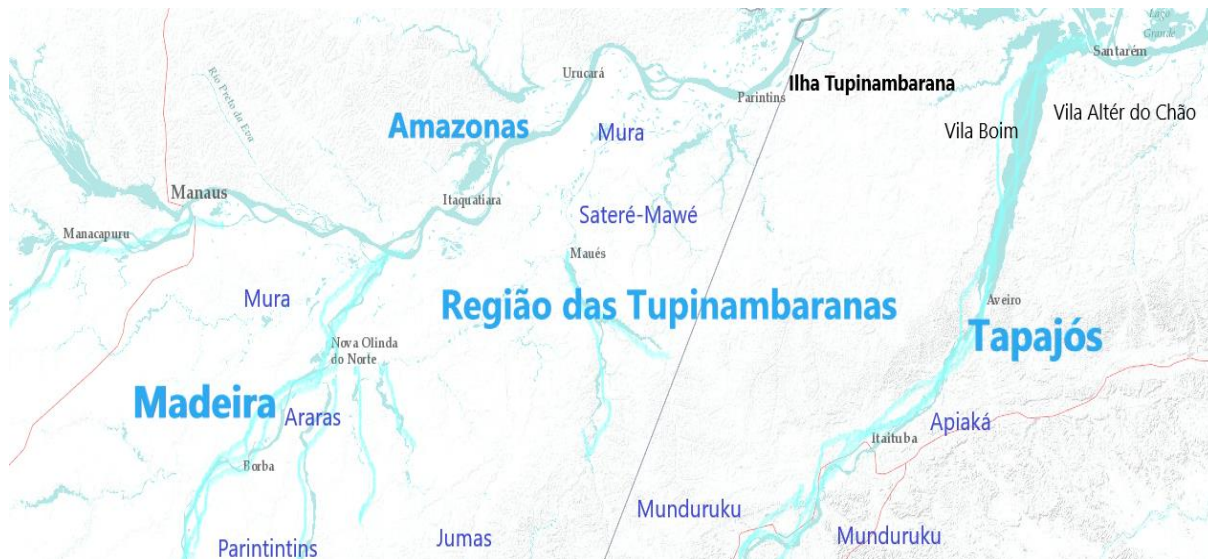 Lago
Grande
Santarém
Urucará
Rio Preto da Eva
Parintins
Ilha Tupinambarana
Vila Altér do Chão
Amazonas
Mura
Vila Boim
Manaus
Itaquatiara
Sateré-Mawé
Manacapuru
Maués
Mura
Região das Tupinambaranas
Aveiro
Tapajós
Nova Olinda
do Norte
Madeira
Araras
Apiaká
Itaituba
Borba
Munduruku
Jumas
Munduruku
Parintintins